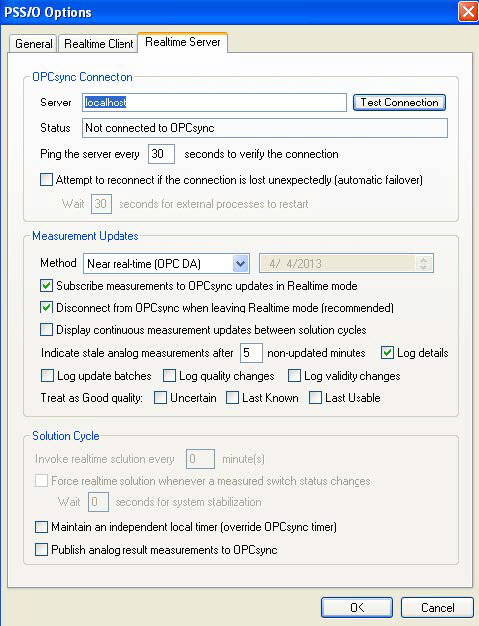 PSS/O Options
General Realtime Client Realtime Server
OPCsync Connecton
Server localhost Test Connection
Status Not connected to OPCsync
Ping the server every 30 seconds to verify the connection
Attempt to reconnect if the connection is lost unexpectedly (automatic failover)
Wait 30 seconds for external processes to restart
Measurement Updates
Method Near real-time (OPC DA) 4/ 4/2013
Subscribe measurements to OPCsync updates in Realtime mode
Disconnect from OPCsync when leaving Realtime mode (recommended)
Display continuous measurement updates between solution cycles
Indicate stale analog measurements after 5 non-updated minutes Log details
Log update batches Log quality changes Log validity changes
Treat as Good quality: Uncertain Last Known Last Usable
Solution Cycle
Invoke realtime solution every 0 minute(s)
Force realtime solution whenever a measured switch status changes
Wait 0 seconds for system stabilization
Maintain an independent local timer (override OPCsync timer)
Publish analog result measurements to OPCsync
OK Cancel